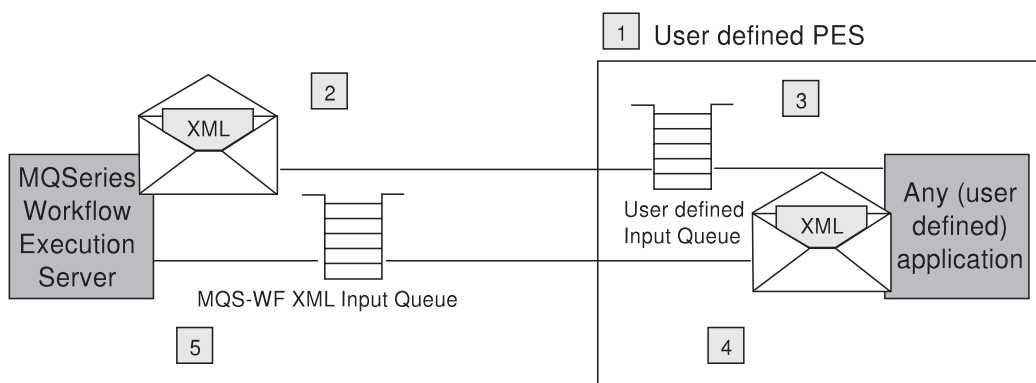 1 User defined PES
2
3
XML
MQSeries
Workflow
Execution
Server
User defined
Input Queue
XML
Any (user
defined)
application
MQS-WF XML Input Queue
5
4